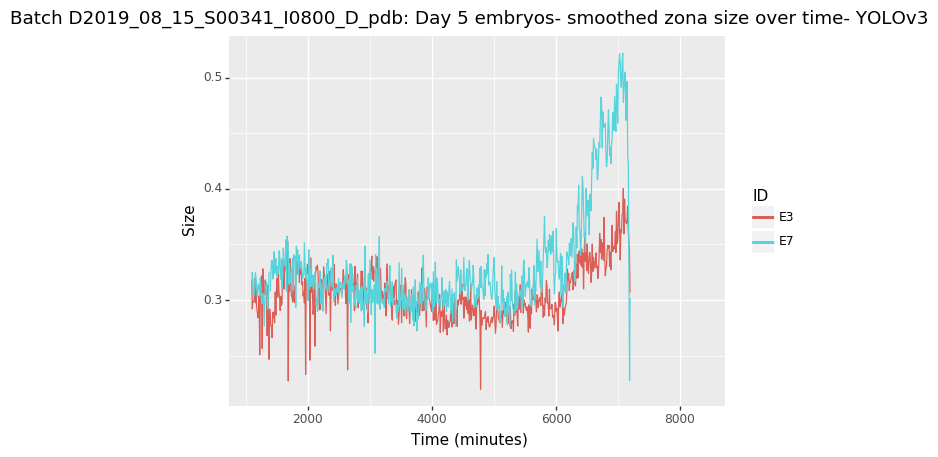 Batch D2019_08_15_S00341_I0800_D_pdb: Day 5 embryos- smoothed zona size over time- YOLOv3
0.5
0.4
0.3
Size
2000
4000
6000
8000
Time (minutes)
ID
E3
E7